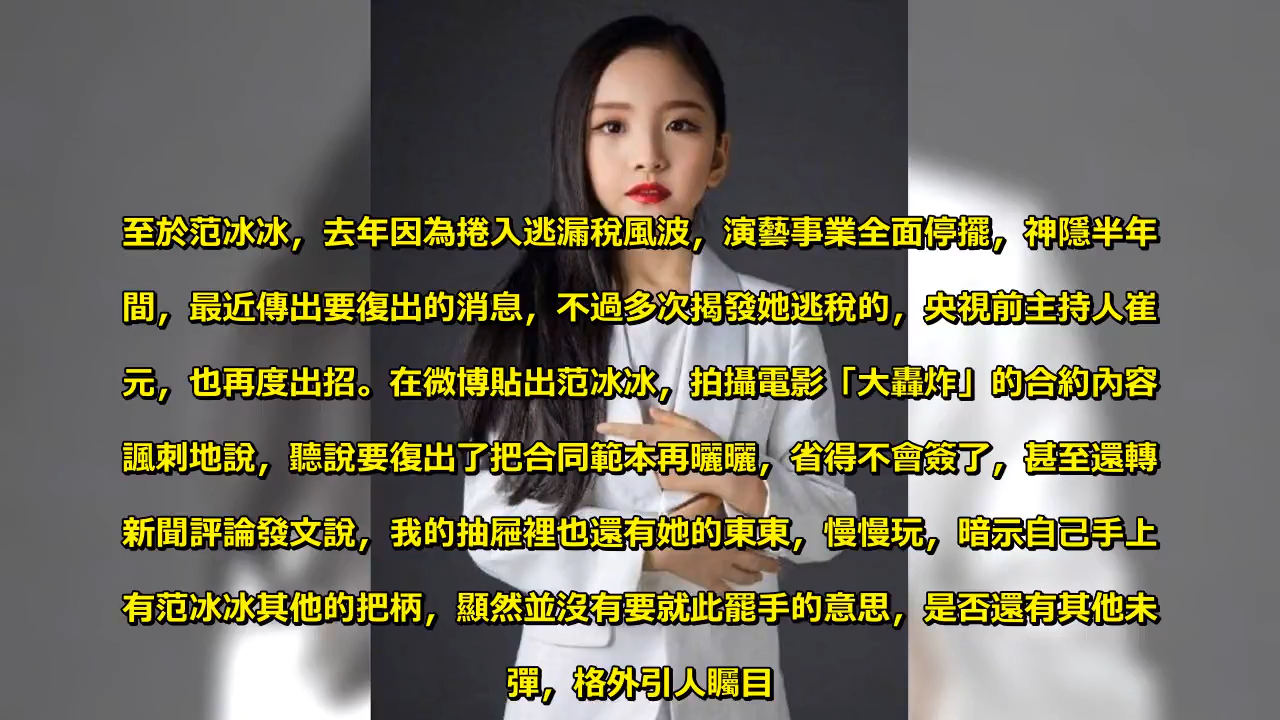 至於范冰冰，去年因為捲入逃漏稅風波，演藝事業全面停擺，神隱半年
間，最近傳出要復出的消息，不過多次揭發她逃稅的，央視前主持人崔
元，也再度出招。在微博貼出范冰冰，拍攝電影「大轟炸」的合約內容
諷刺地說，聽說要復出了把合同範本再曬曬，省得不會簽了，甚至還轉
新聞評論發文說，我的抽屜裡也還有她的東東，慢慢玩，暗示自己手上
有范冰冰其他的把柄，顯然並沒有要就此罷手的意思，是否還有其他未
彈，格外引人矚目